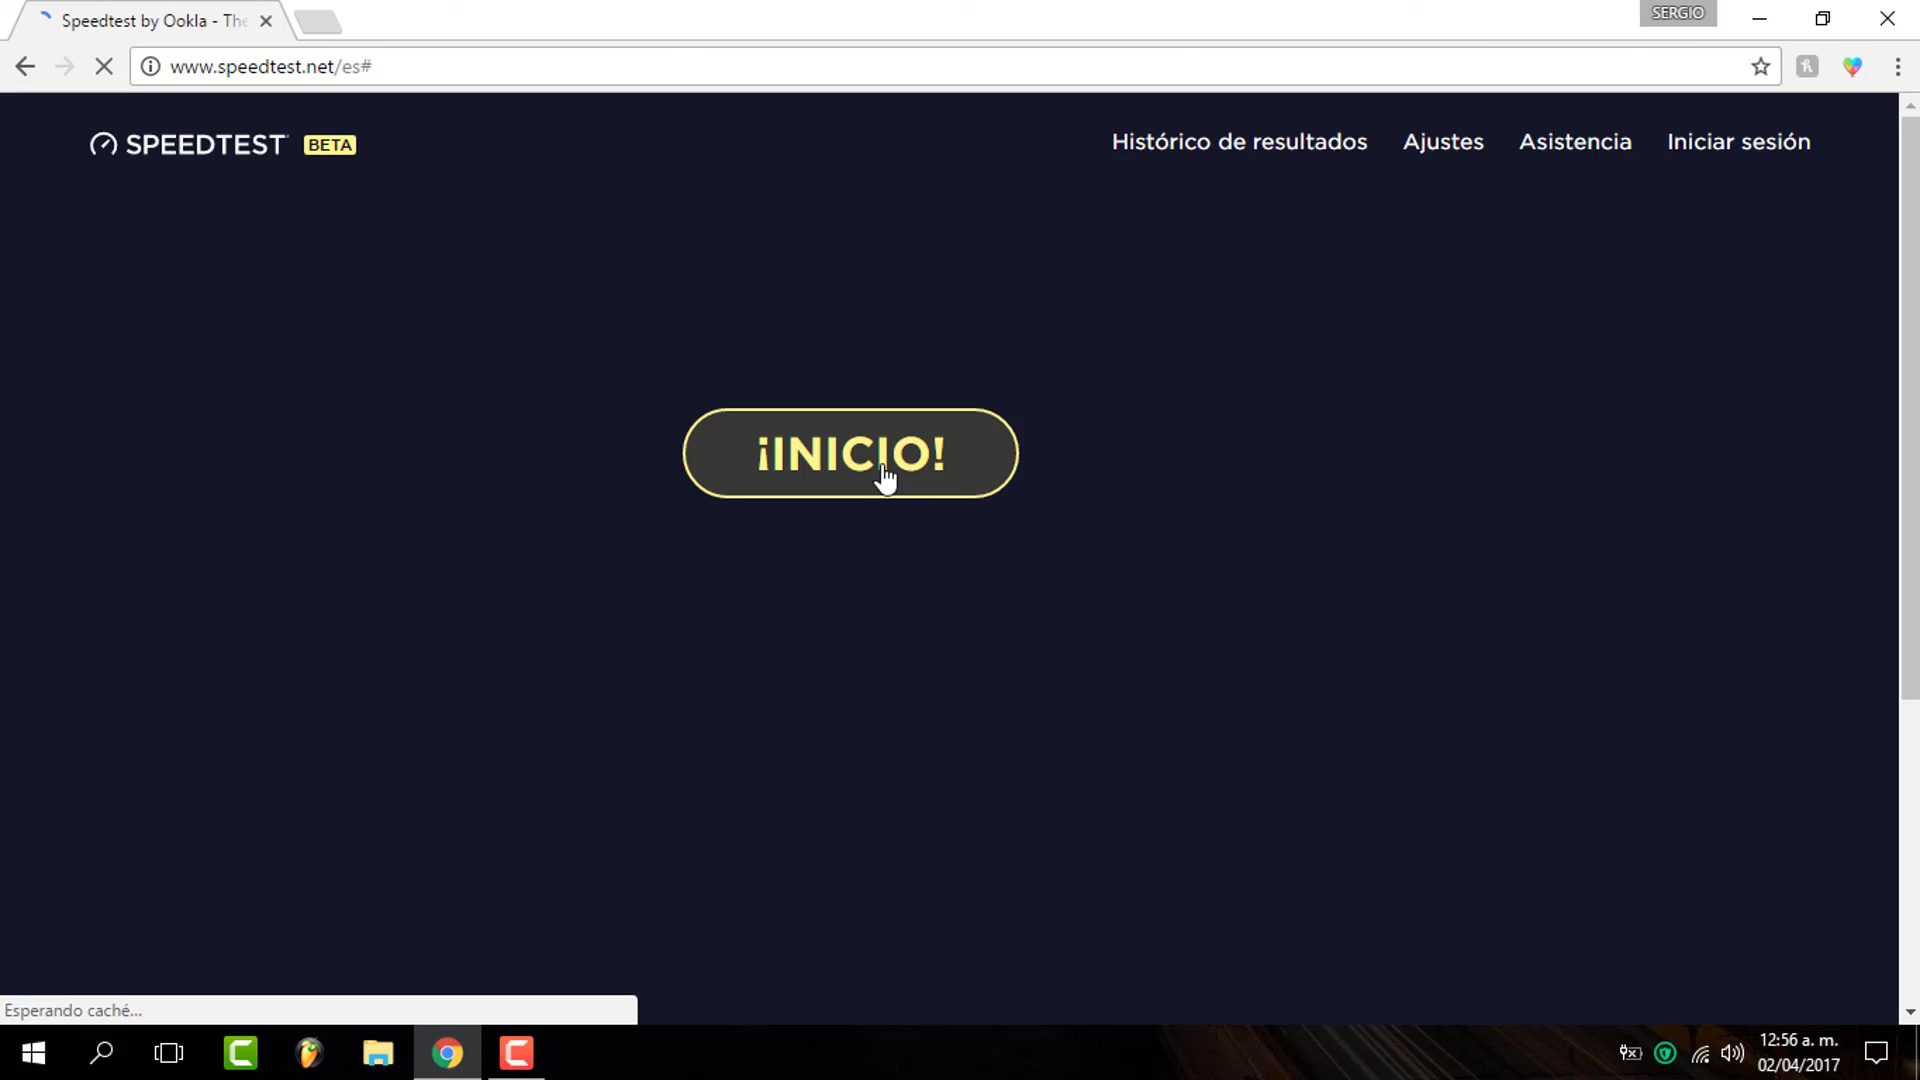 Speedtest by Ookla - The
SERGIO
www.speedtest.net/es#
SPEEDTEST BETA
Histórico de resultados Ajustes Asistencia Iniciar sesión
¡INICIO!
Esperando caché...
12:56 a. m.
02/04/2017